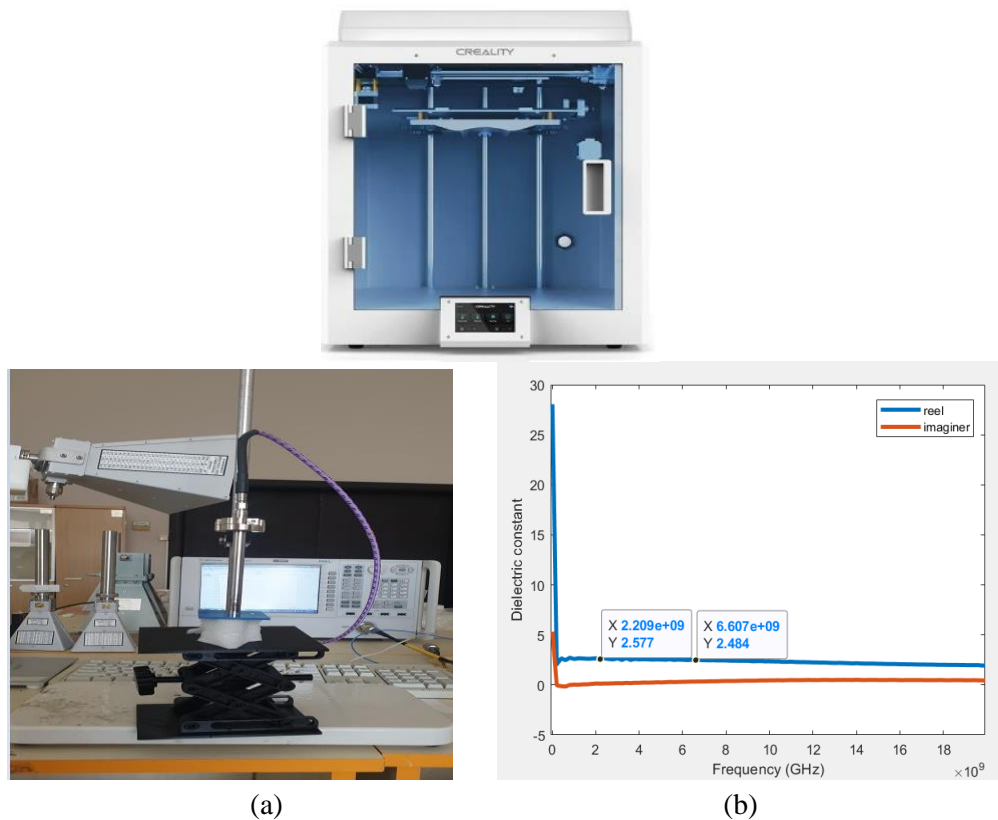 CREALITY
CREALITY
30
25
20
15
10
5
0
-5
Dielectric constant
reel
imaginer
X 2.209e+09
Y 2.577
X 6.607e+09
Y 2.484
0 2 4 6 8 10 12 14 16 18
Frequency (GHz)
×10⁹
(a)
(b)